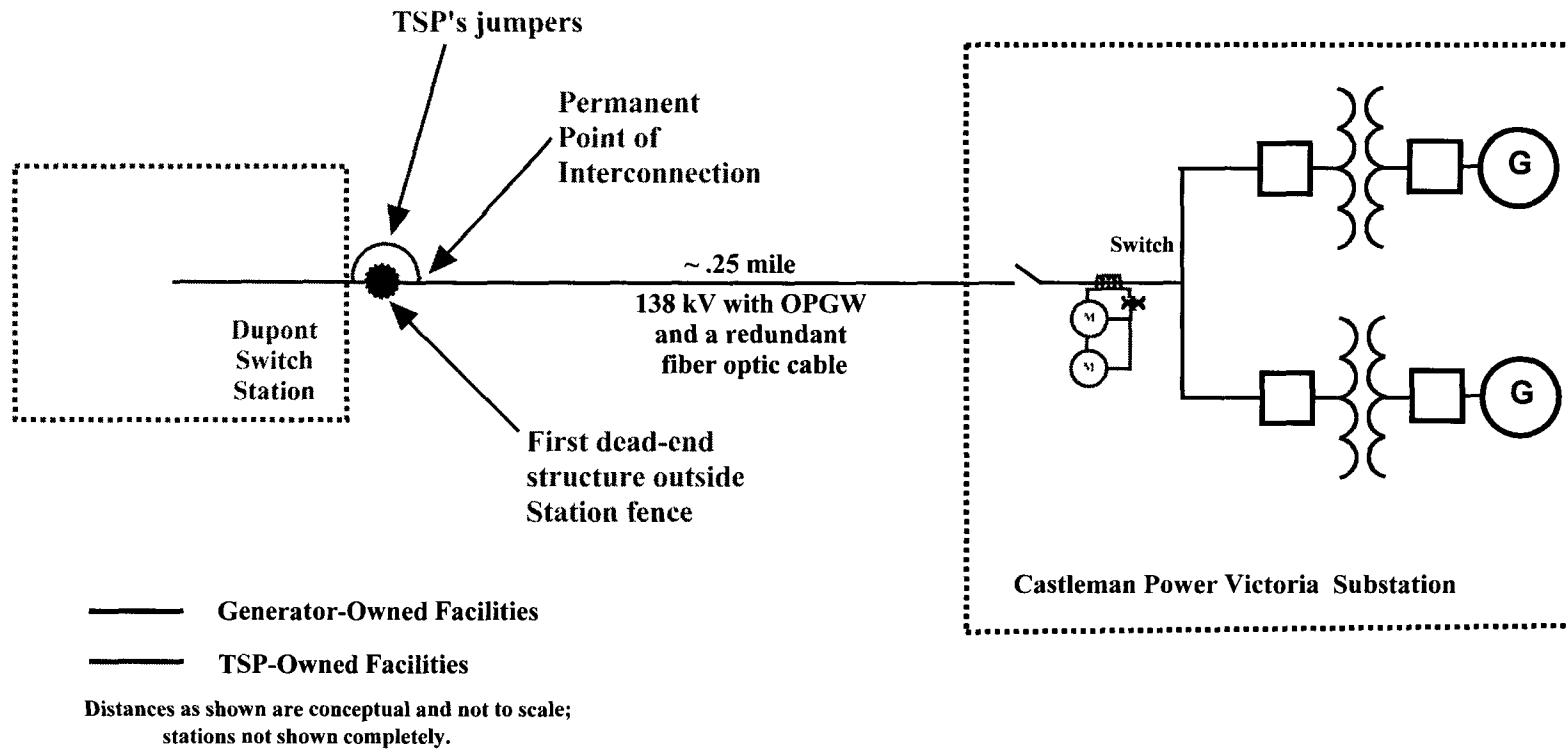 TSP's jumpers
Permanent
Point of
Interconnection
Dupont
Switch
Station
~ .25 mile
138 kV with OPGW
and a redundant
fiber optic cable
First dead-end
structure outside
Station fence
Switch
M
M
G
G
Castleman Power Victoria Substation
Generator-Owned Facilities
TSP-Owned Facilities
Distances as shown are conceptual and not to scale;
stations not shown completely.